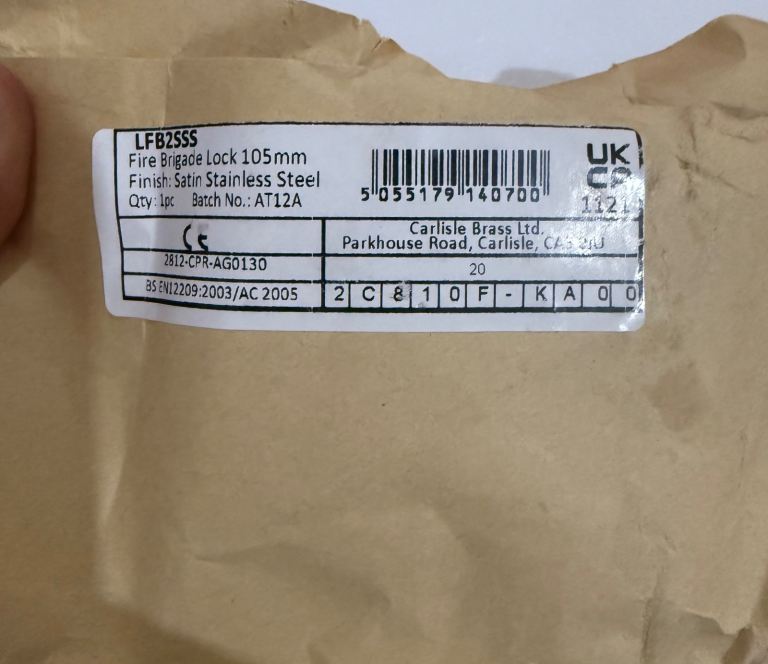 LFB2SSS
Fire Brigade Lock 105mm
Finish: Satin Stainless Steel
Qty: 1pc Batch No.: AT12A
5 055179 140700
UK
CA
1121
CE
Carlisle Brass Ltd.
Parkhouse Road, Carlisle,
2812-CPR-AG0130
20
BS EN12209:2003/AC 2005
2 C 8 1 0 F - K A 0 0